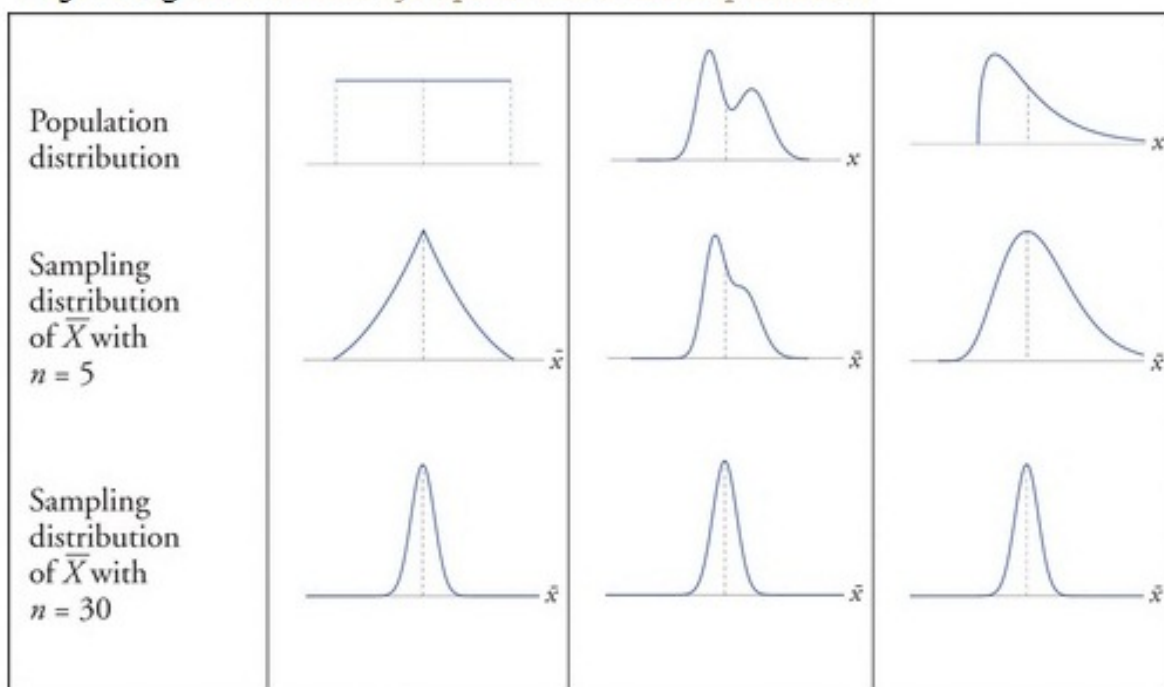 Population
distribution
x
x
Sampling
distribution
of X̅ with
n = 5
x̄
x̄
x̄
Sampling
distribution
of X̅ with
n = 30
x̄
x̄
x̄